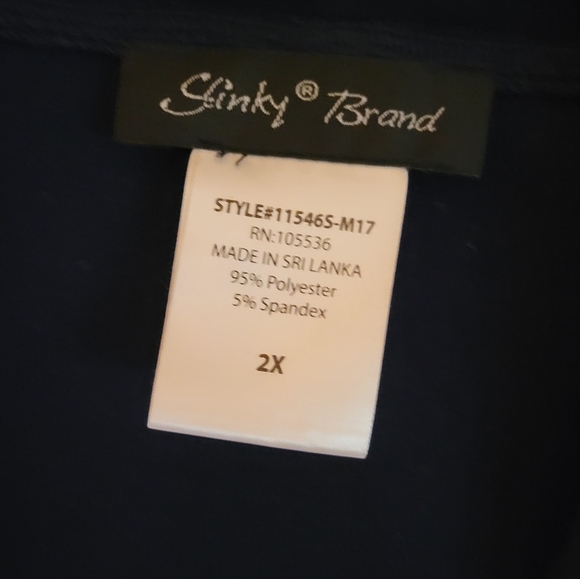 Slinky® Brand
STYLE#11546S-M17
RN:105536
MADE IN SRI LANKA
95% Polyester
5% Spandex
2X